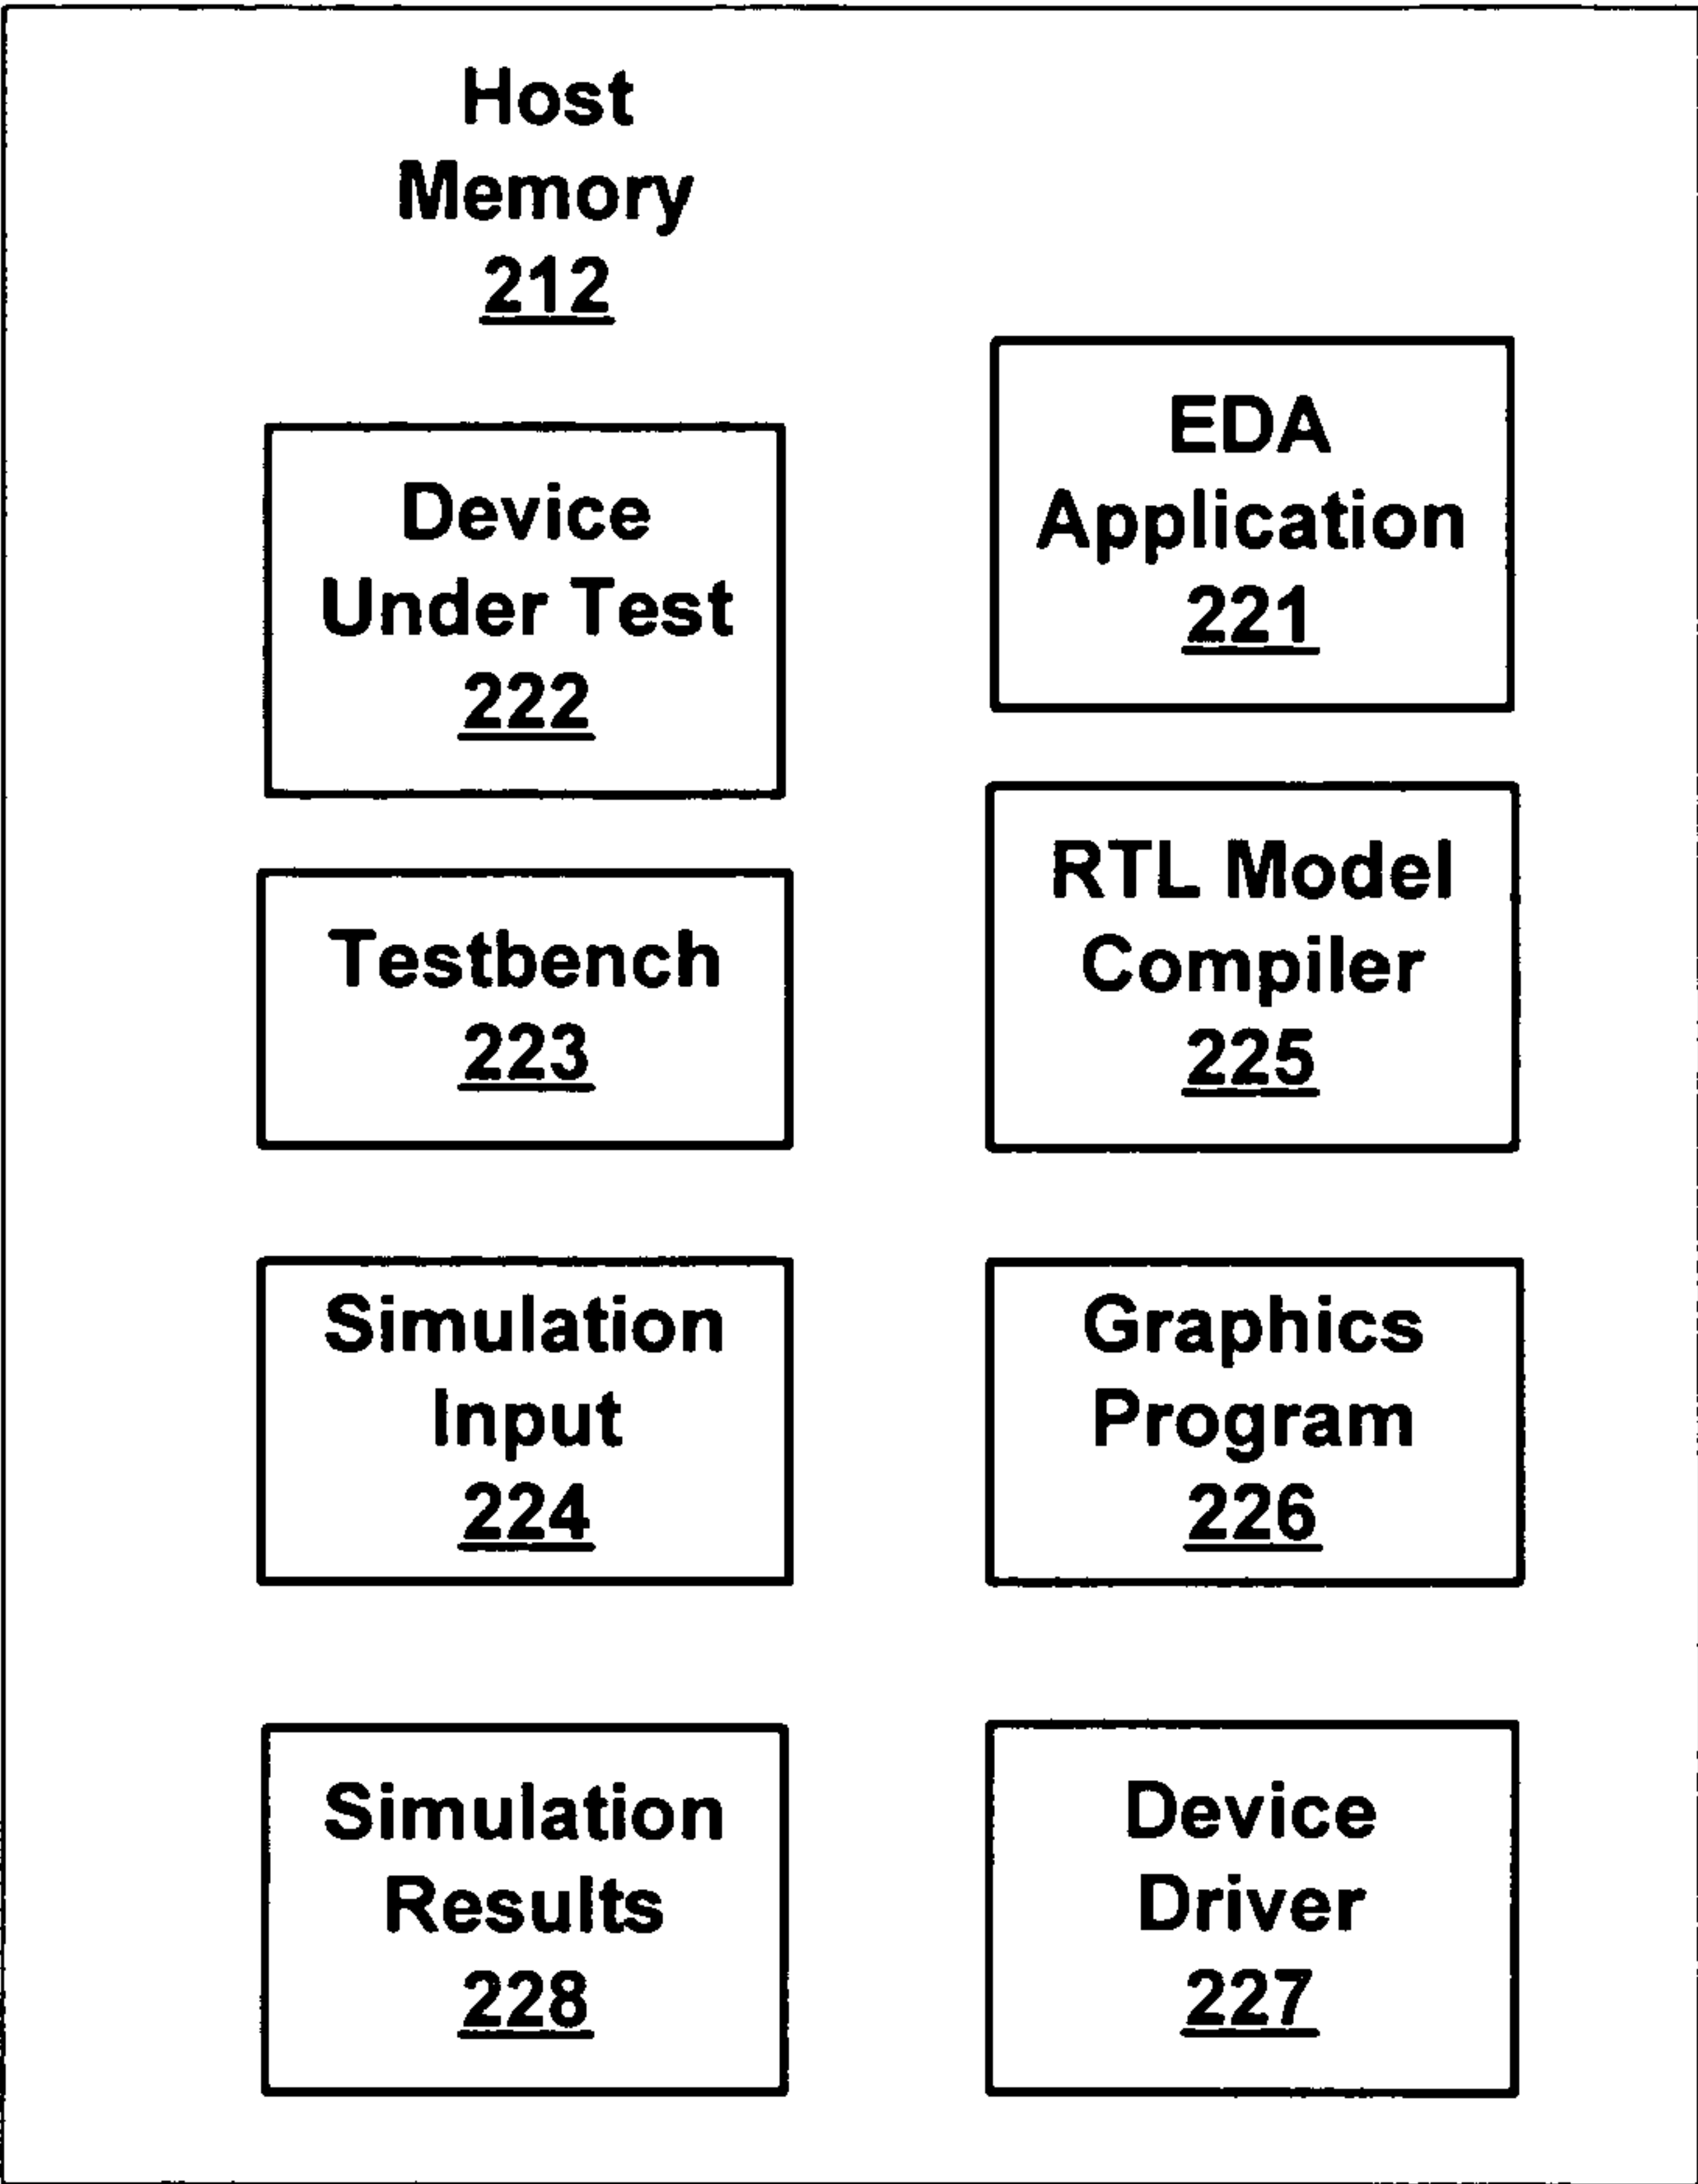 Host
Memory
212
Device
Under Test
222
Testbench
223
Simulation
Input
224
Simulation
Results
228
EDA
Application
221
RTL Model
Compiler
225
Graphics
Program
226
Device
Driver
227